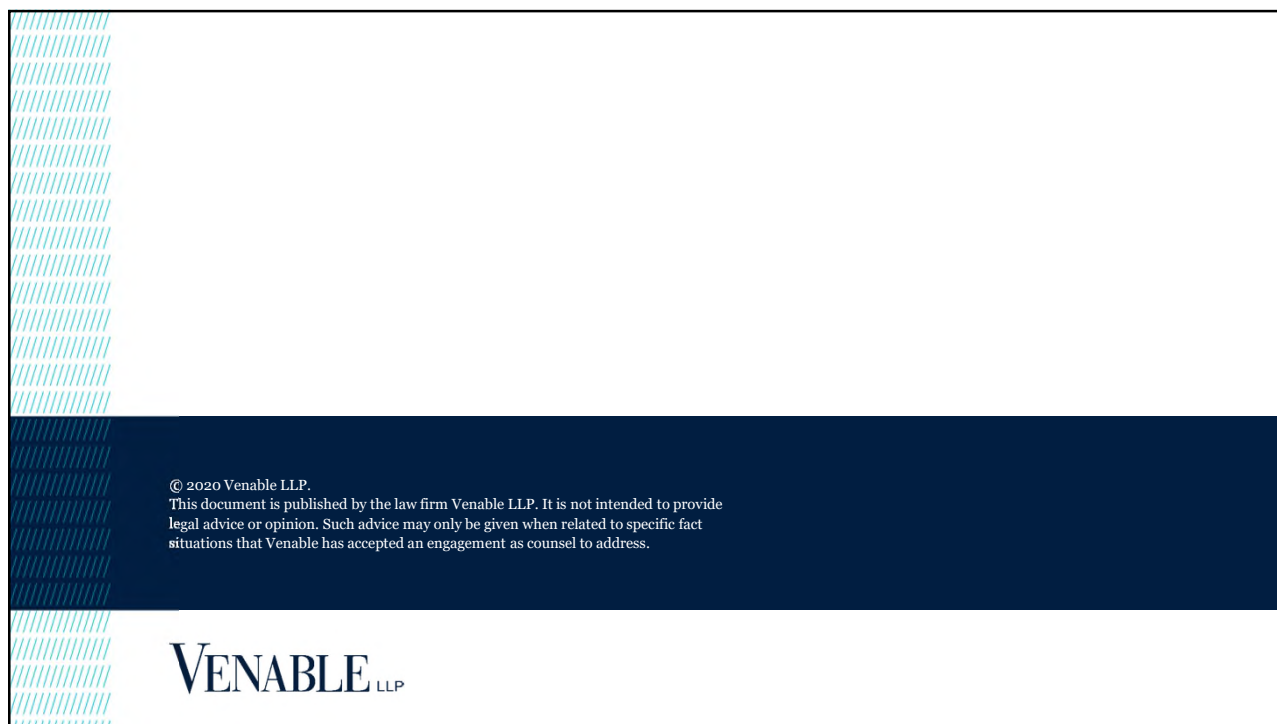 © 2020 Venable LLP.
This document is published by the law firm Venable LLP. It is not intended to provide
legal advice or opinion. Such advice may only be given when related to specific fact
situations that Venable has accepted an engagement as counsel to address.
VENABLE LLP